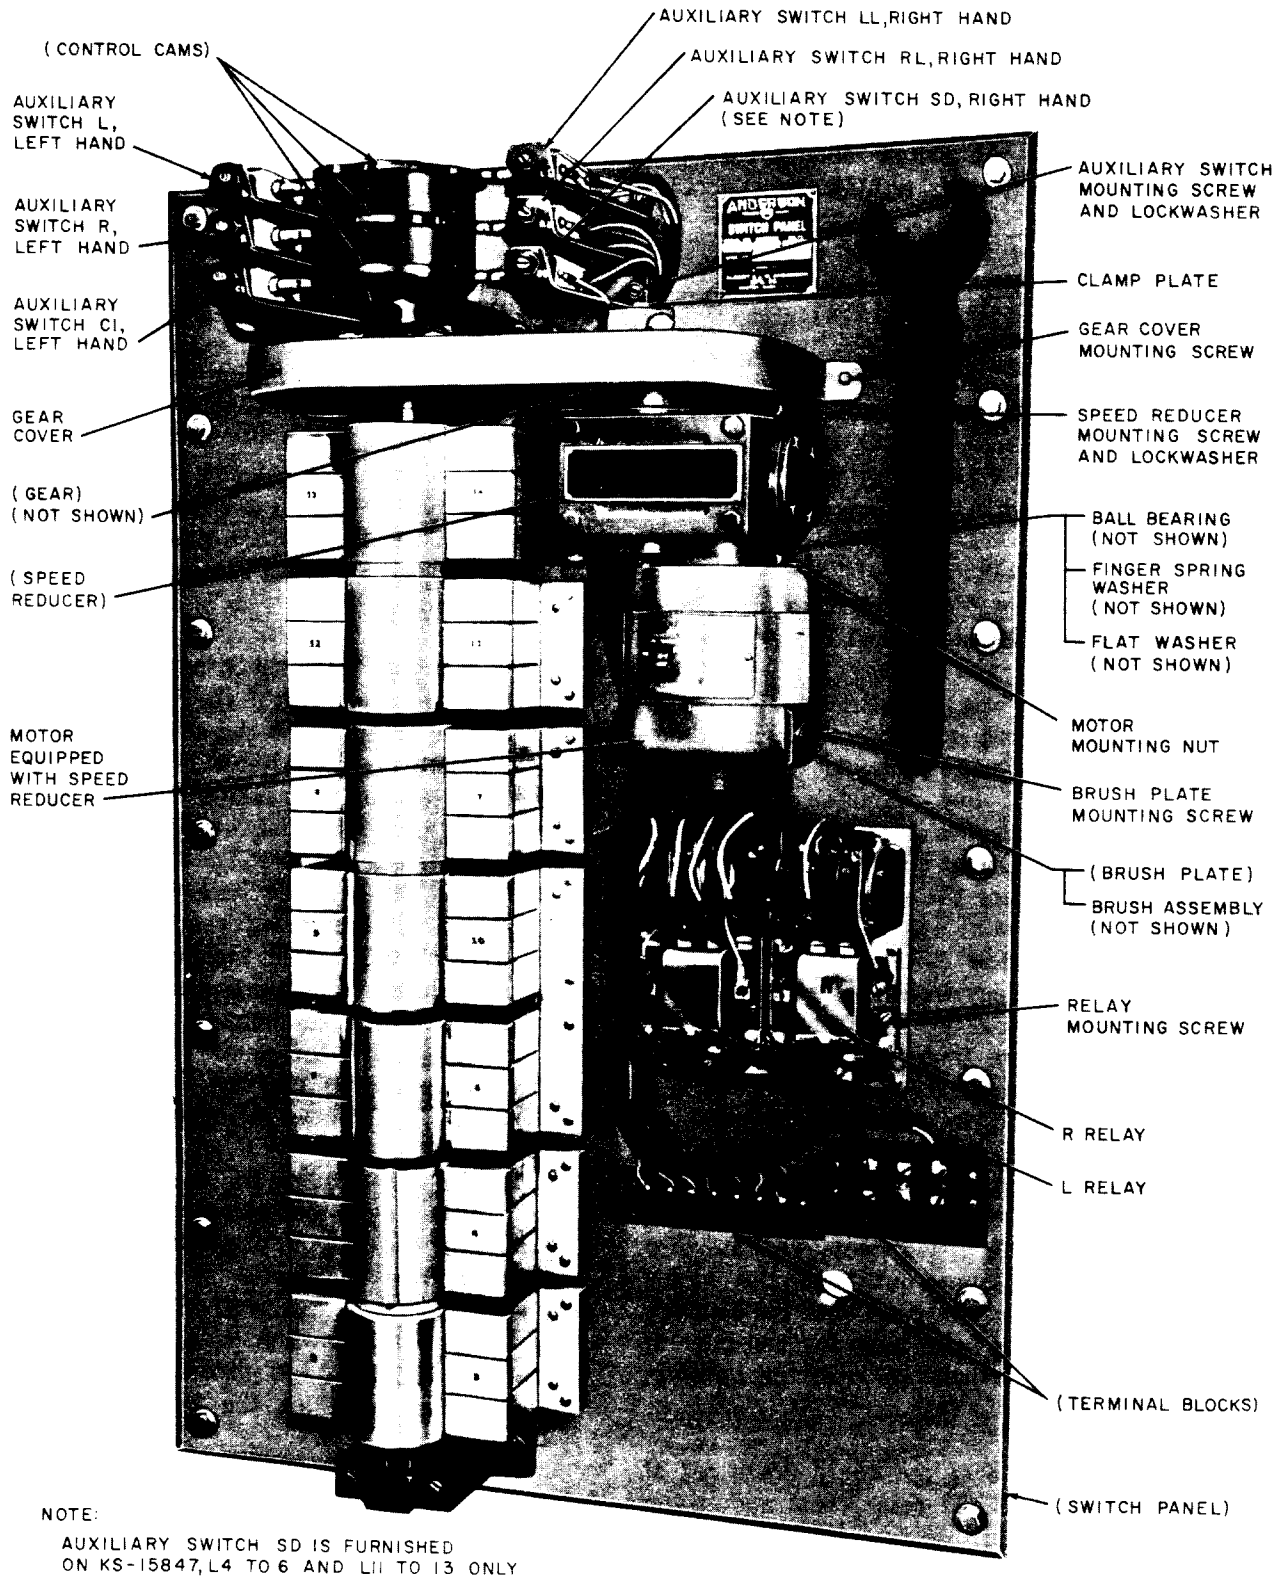 AUXILIARY SWITCH LL, RIGHT HAND
(CONTROL CAMS)
AUXILIARY SWITCH RL, RIGHT HAND
AUXILIARY
SWITCH L,
LEFT HAND
AUXILIARY SWITCH SD, RIGHT HAND
(SEE NOTE)
AUXILIARY SWITCH
MOUNTING SCREW
AND LOCKWASHER
AUXILIARY
SWITCH R,
LEFT HAND
ANDERSON
SWITCH PANEL
CLAMP PLATE
AUXILIARY
SWITCH CI,
LEFT HAND
GEAR COVER
MOUNTING SCREW
GEAR
COVER
SPEED REDUCER
MOUNTING SCREW
AND LOCKWASHER
(GEAR)
(NOT SHOWN)
13
14
BALL BEARING
(NOT SHOWN)
(SPEED
REDUCER)
FINGER SPRING
WASHER
(NOT SHOWN)
12
11
FLAT WASHER
(NOT SHOWN)
MOTOR
EQUIPPED
WITH SPEED
REDUCER
MOTOR
MOUNTING NUT
7
BRUSH PLATE
MOUNTING SCREW
(BRUSH PLATE)
BRUSH ASSEMBLY
(NOT SHOWN)
10
RELAY
MOUNTING SCREW
R RELAY
L RELAY
(TERMINAL BLOCKS)
(SWITCH PANEL)
NOTE:
AUXILIARY SWITCH SD IS FURNISHED
ON KS-15847, L4 TO 6 AND L11 TO 13 ONLY